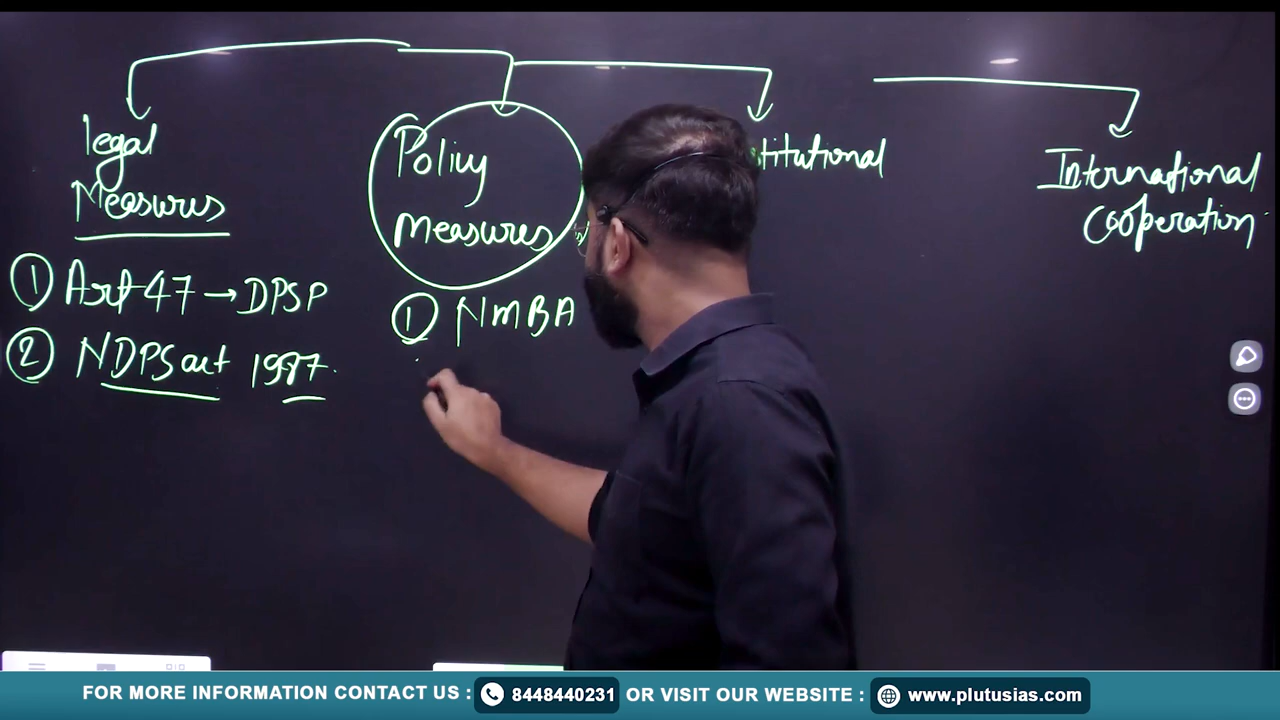 Legal
Measures
① Art 47 → DPSP
② NDPS act 1987
Policy
Measures
① NMBA
stitutional
International
Cooperation
FOR MORE INFORMATION CONTACT US : 8448440231 OR VISIT OUR WEBSITE : www.plutusias.com